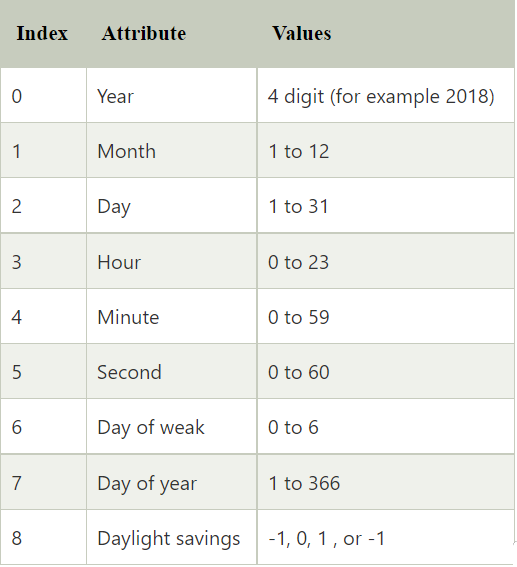 Index Attribute Values
0 Year 4 digit (for example 2018)
1 Month 1 to 12
2 Day 1 to 31
3 Hour 0 to 23
4 Minute 0 to 59
5 Second 0 to 60
6 Day of weak 0 to 6
7 Day of year 1 to 366
8 Daylight savings -1, 0, 1 , or -1